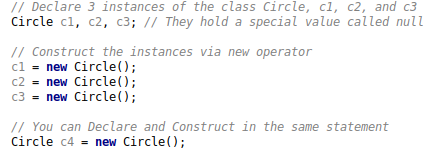 // Declare 3 instances of the class Circle, c1, c2, and c3
Circle c1, c2, c3; // They hold a special value called null
// Construct the instances via new operator
c1 = new Circle();
c2 = new Circle();
c3 = new Circle();
// You can Declare and Construct in the same statement
Circle c4 = new Circle();